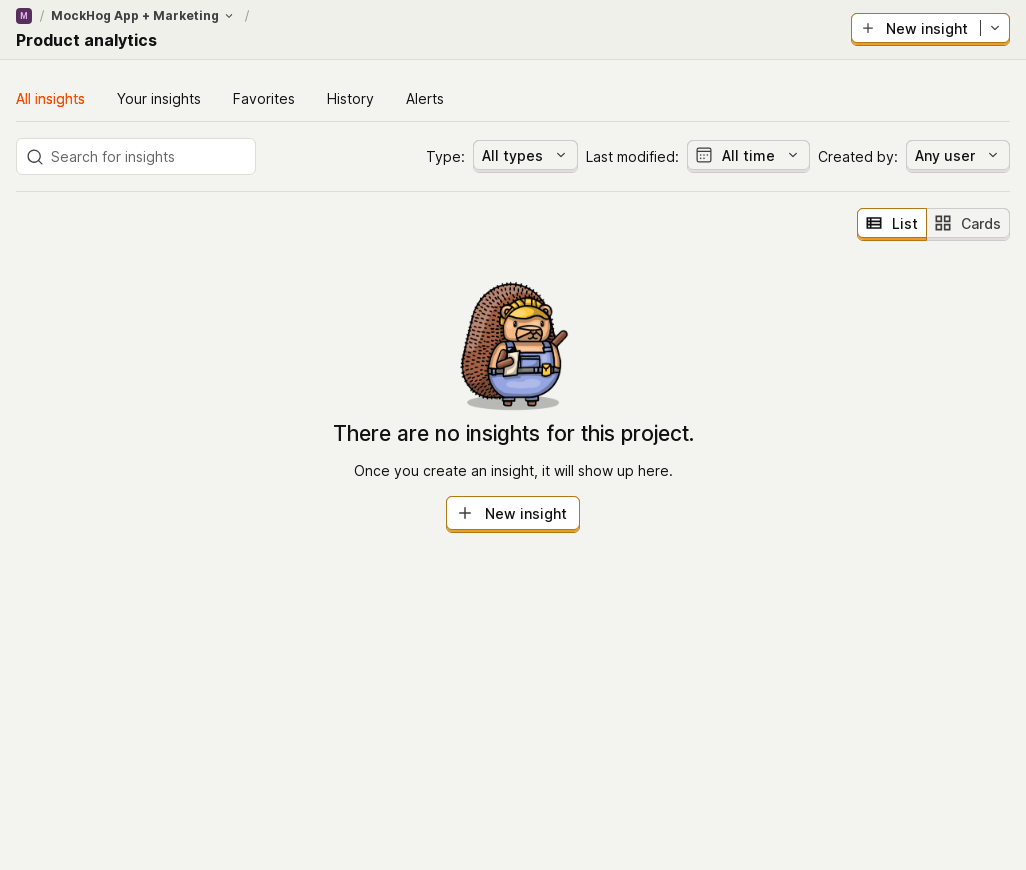 M / MockHog App + Marketing /
Product analytics
New insight
All insights Your insights Favorites History Alerts
Search for insights Type: All types Last modified: All time Created by: Any user
List Cards
There are no insights for this project.
Once you create an insight, it will show up here.
New insight